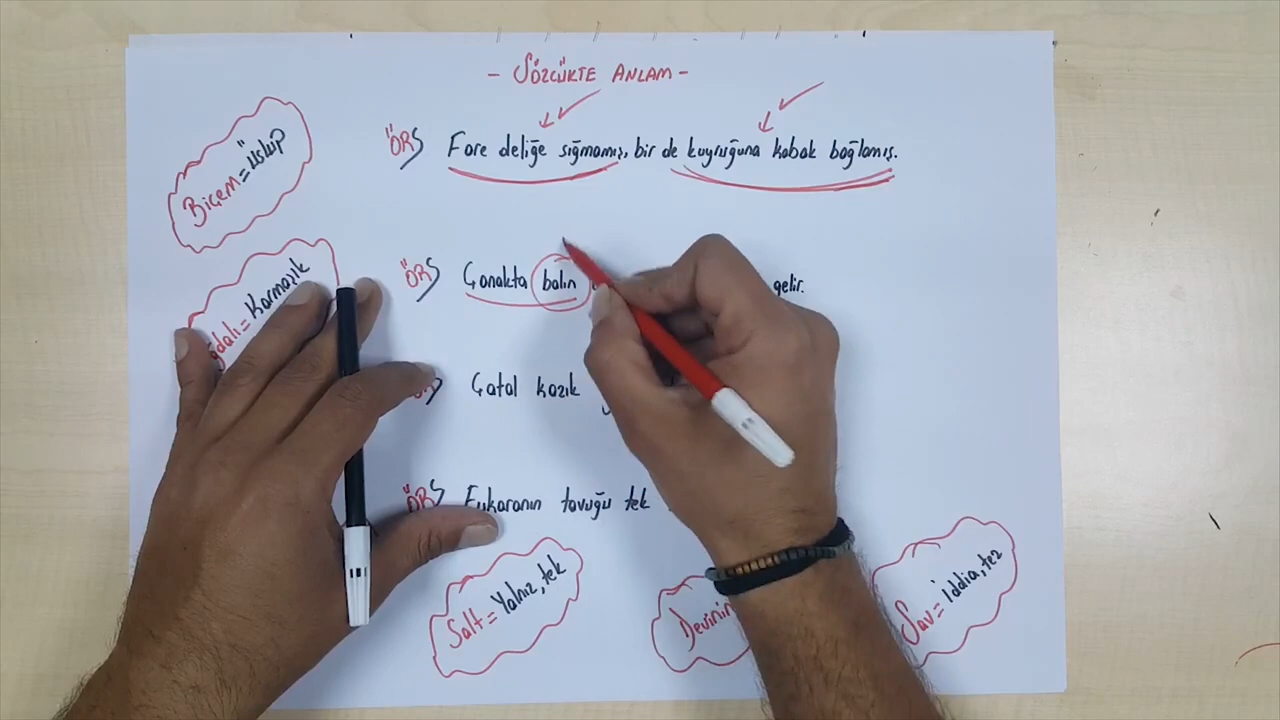 - SÖZCÜKTE ANLAM -
ÖRS Fare deliğe sığmamış, bir de kuyruğuna kabak bağlamış.
Biçem = üslup
ÖRS Çanakta balın gelir.
Karmaşık
ÖRS Çatal kazık
ÖRS Fukaranın tavuğu tek
Salt = Yalnız, tek
Sav = İddia, tez